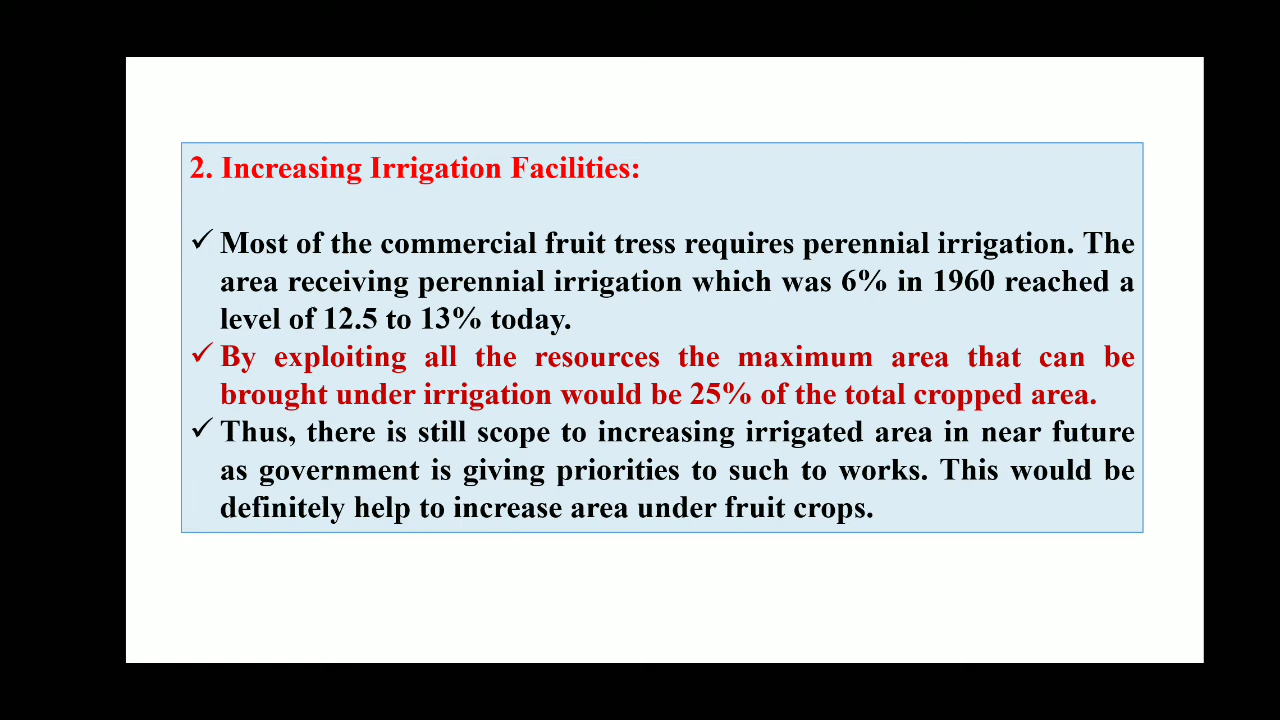 2. Increasing Irrigation Facilities:
✓ Most of the commercial fruit tress requires perennial irrigation. The
area receiving perennial irrigation which was 6% in 1960 reached a
level of 12.5 to 13% today.
✓ By exploiting all the resources the maximum area that can be
brought under irrigation would be 25% of the total cropped area.
✓ Thus, there is still scope to increasing irrigated area in near future
as government is giving priorities to such to works. This would be
definitely help to increase area under fruit crops.